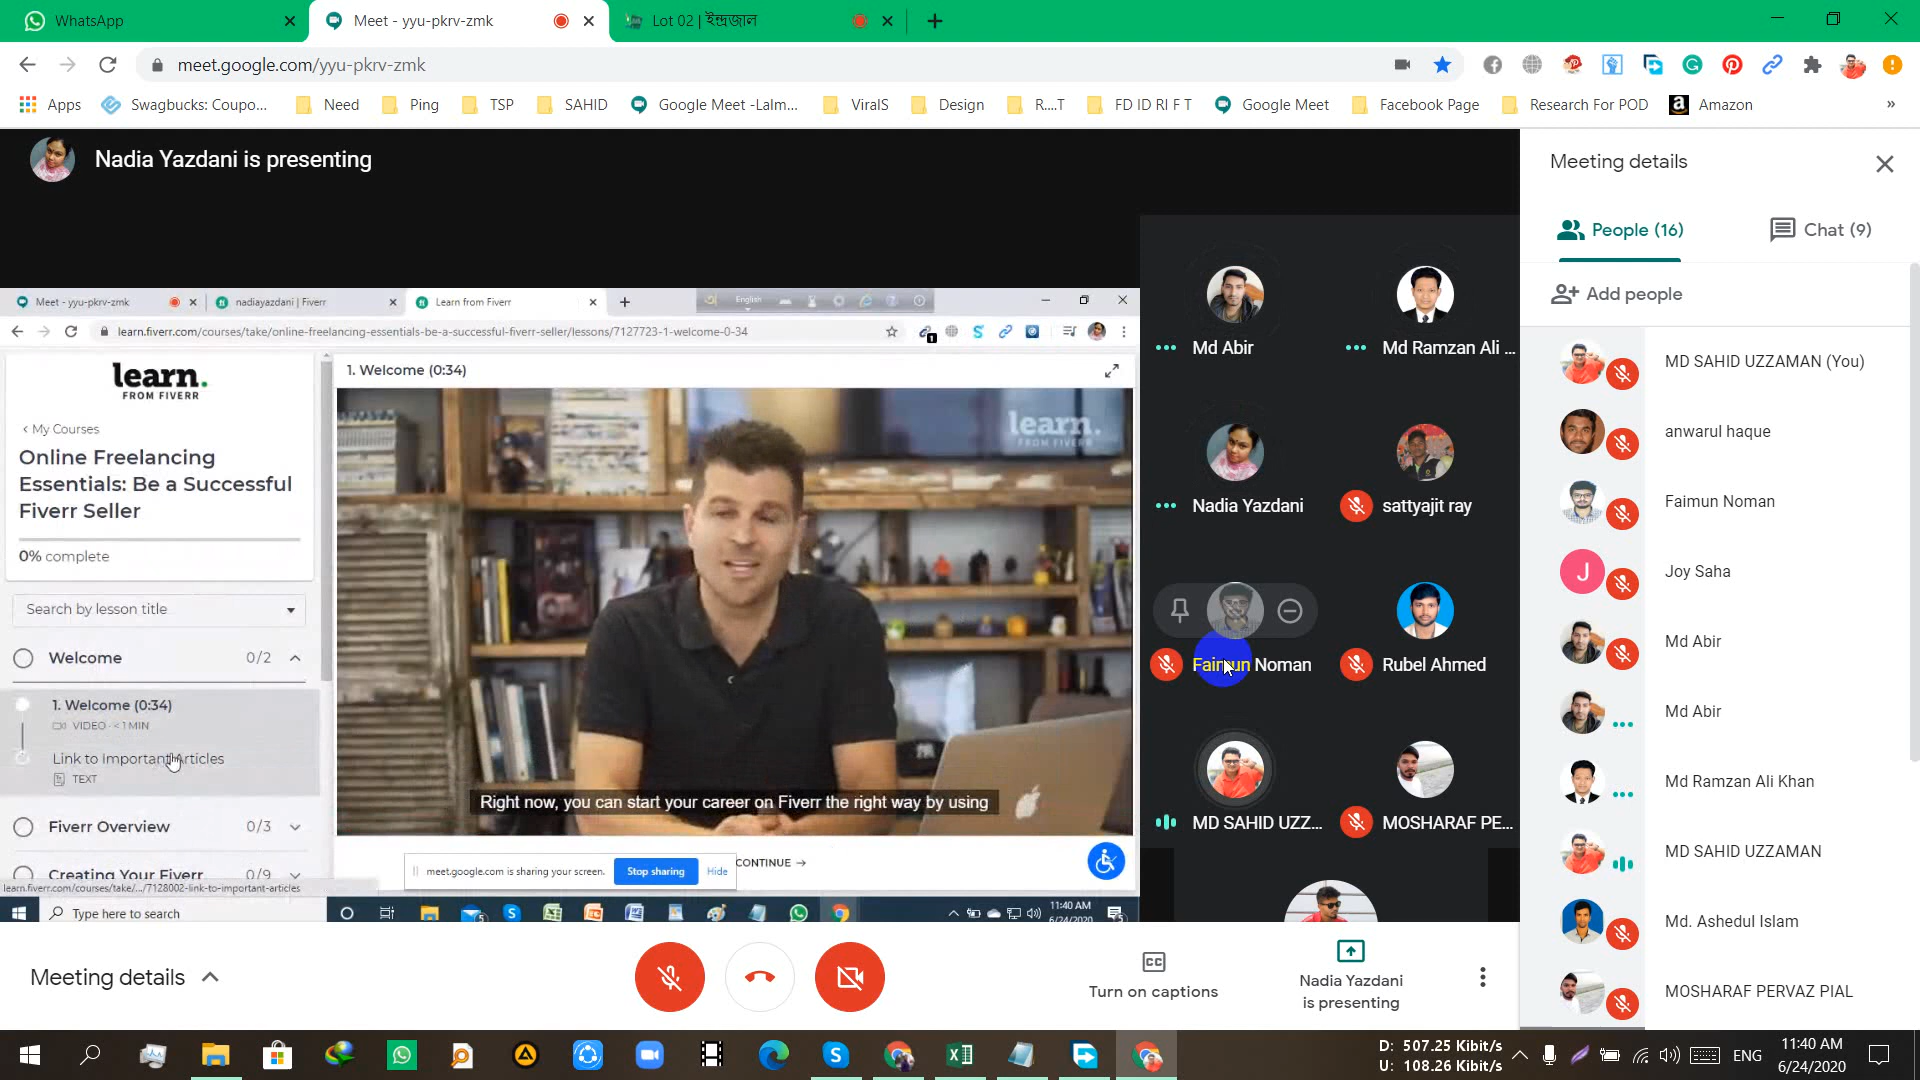 WhatsApp
Meet - yyu-pkrv-zmk
Lot 02 | ইন্দ্রজাল
meet.google.com/yyu-pkrv-zmk
Apps
Swagbucks: Coupo...
Need
Ping
TSP
SAHID
Google Meet -Lalm...
ViralS
Design
R....T
FD ID RI F T
Google Meet
Facebook Page
Research For POD
Amazon
»
Nadia Yazdani is presenting
Meet - yyu-pkrv-zmk
nadiayazdani | Fiverr
Learn from Fiverr
English
learn.fiverr.com/courses/take/online-freelancing-essentials-be-a-successful-fiverr-seller/lessons/7127723-1-welcome-0-34
learn.
FROM FIVERR
< My Courses
Online Freelancing
Essentials: Be a Successful
Fiverr Seller
0% complete
Search by lesson title
Welcome 0/2
1. Welcome (0:34)
VIDEO · < 1 MIN
Link to Important Articles
TEXT
Fiverr Overview 0/3
Creating Your Fiverr 0/9
learn.fiverr.com/courses/take/.../7128002-link-to-important-articles
1. Welcome (0:34)
learn.
FROM FIVERR
Right now, you can start your career on Fiverr the right way by using
meet.google.com is sharing your screen.
Stop sharing
Hide
CONTINUE →
Type here to search
11:40 AM
6/24/2020
Md Abir
Md Ramzan Ali ...
Nadia Yazdani
sattyajit ray
Faimun Noman
Rubel Ahmed
MD SAHID UZZ...
MOSHARAF PE...
Meeting details
People (16)
Chat (9)
Add people
MD SAHID UZZAMAN (You)
anwarul haque
Faimun Noman
J
Joy Saha
Md Abir
Md Abir
Md Ramzan Ali Khan
MD SAHID UZZAMAN
Md. Ashedul Islam
MOSHARAF PERVAZ PIAL
Meeting details
CC
Turn on captions
Nadia Yazdani
is presenting
D: 507.25 Kibit/s
U: 108.26 Kibit/s
ENG
11:40 AM
6/24/2020